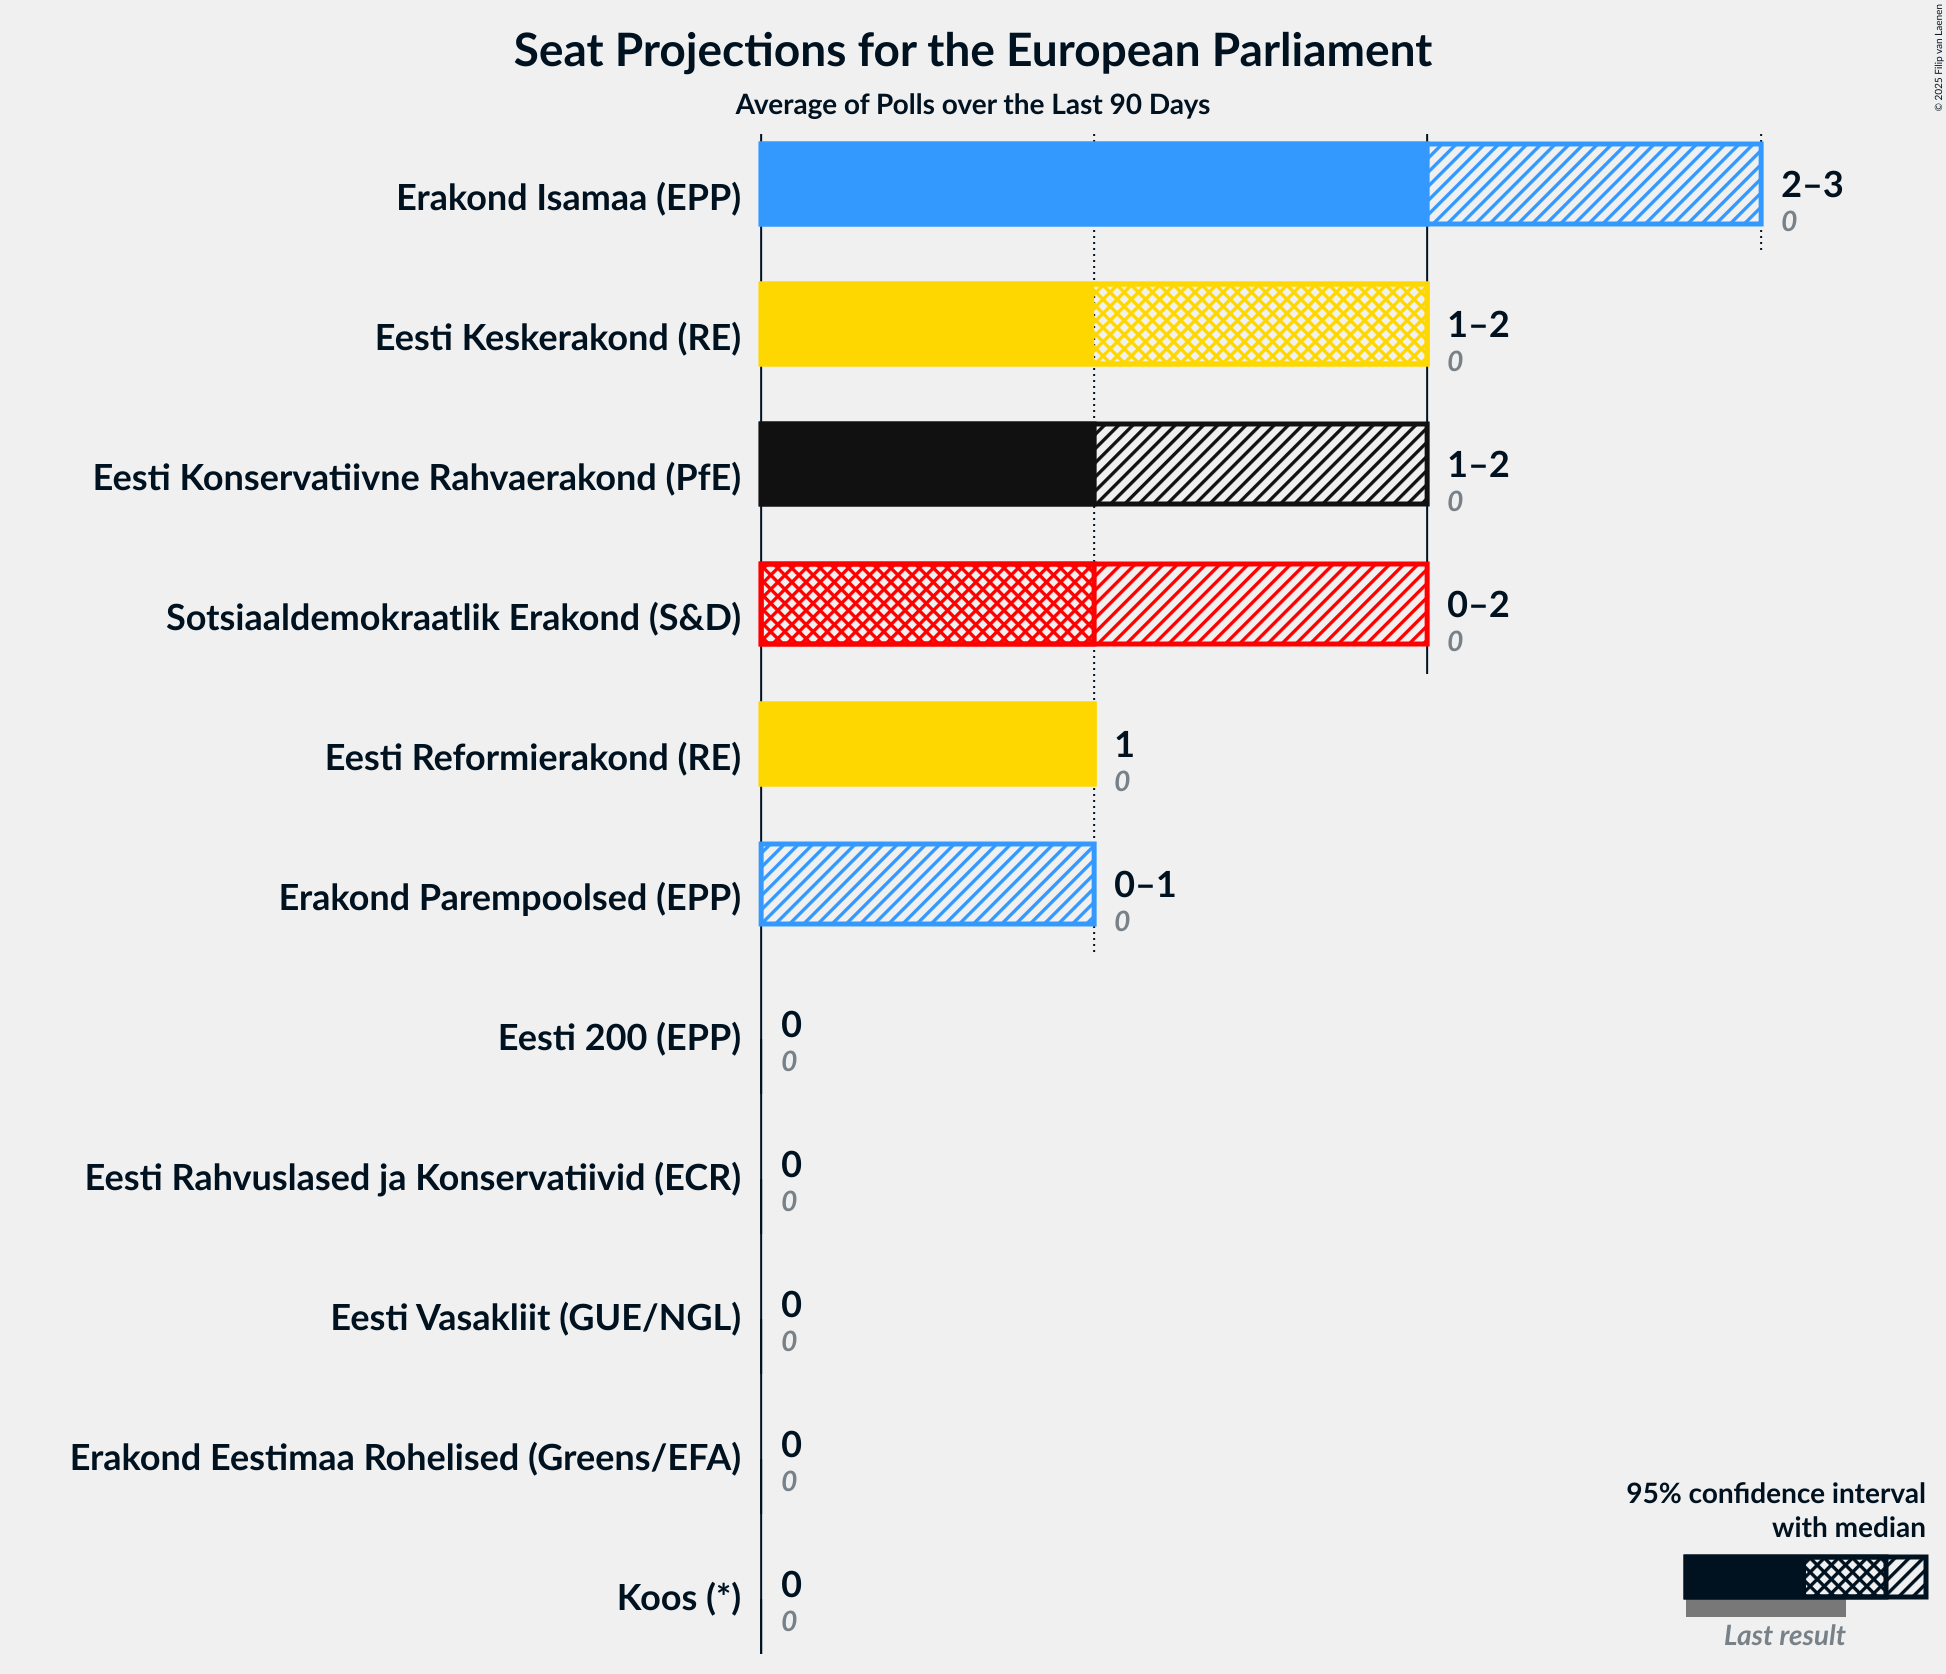 Seat Projections for the European Parliament
Average of Polls over the Last 90 Days
© 2025 Filip van Laenen
Erakond Isamaa (EPP)
2–3
0
Eesti Keskerakond (RE)
1–2
0
Eesti Konservatiivne Rahvaerakond (PfE)
1–2
0
Sotsiaaldemokraatlik Erakond (S&D)
0–2
0
Eesti Reformierakond (RE)
1
0
Erakond Parempoolsed (EPP)
0–1
0
Eesti 200 (EPP)
0
0
Eesti Rahvuslased ja Konservatiivid (ECR)
0
0
Eesti Vasakliit (GUE/NGL)
0
0
Erakond Eestimaa Rohelised (Greens/EFA)
0
0
Koos (*)
0
0
95% confidence interval
with median
Last result